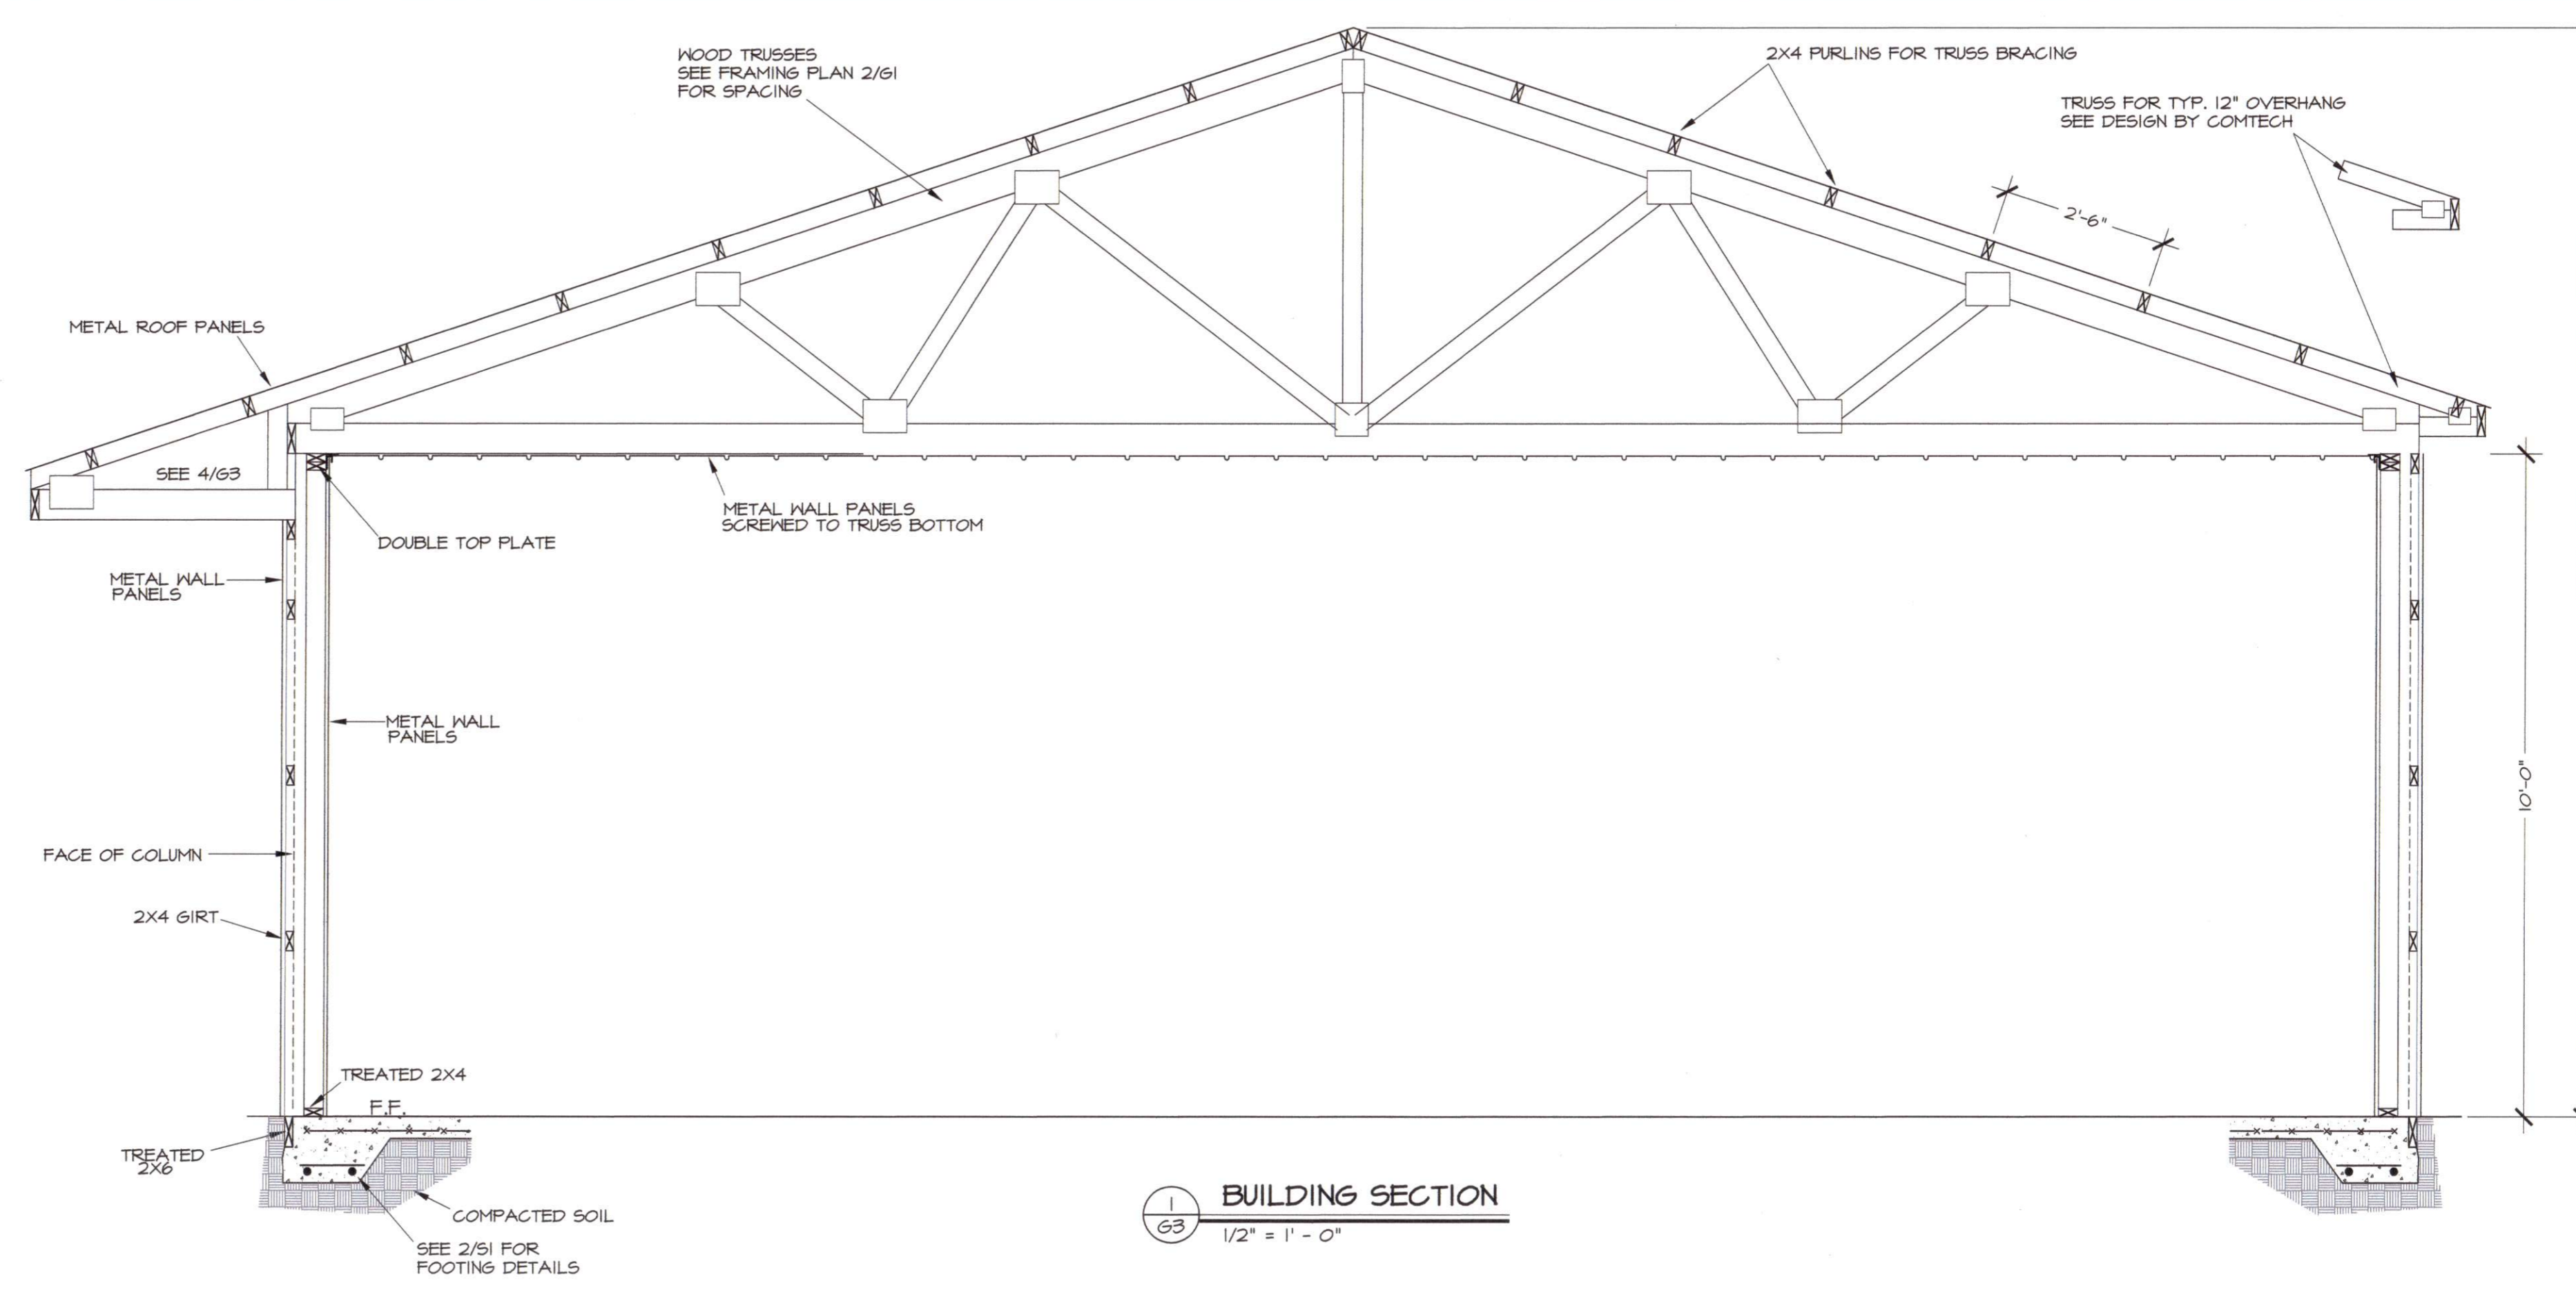 WOOD TRUSSES
SEE FRAMING PLAN 2/G1
FOR SPACING
2X4 PURLINS FOR TRUSS BRACING
TRUSS FOR TYP. 12" OVERHANG
SEE DESIGN BY COMTECH
2'-6"
METAL ROOF PANELS
SEE 4/G3
METAL WALL PANELS
SCREWED TO TRUSS BOTTOM
DOUBLE TOP PLATE
METAL WALL
PANELS
METAL WALL
PANELS
10'-0"
FACE OF COLUMN
2X4 GIRT
TREATED 2X4
F.F.
TREATED
2X6
COMPACTED SOIL
SEE 2/S1 FOR
FOOTING DETAILS
1
G3
BUILDING SECTION
1/2" = 1' - 0"